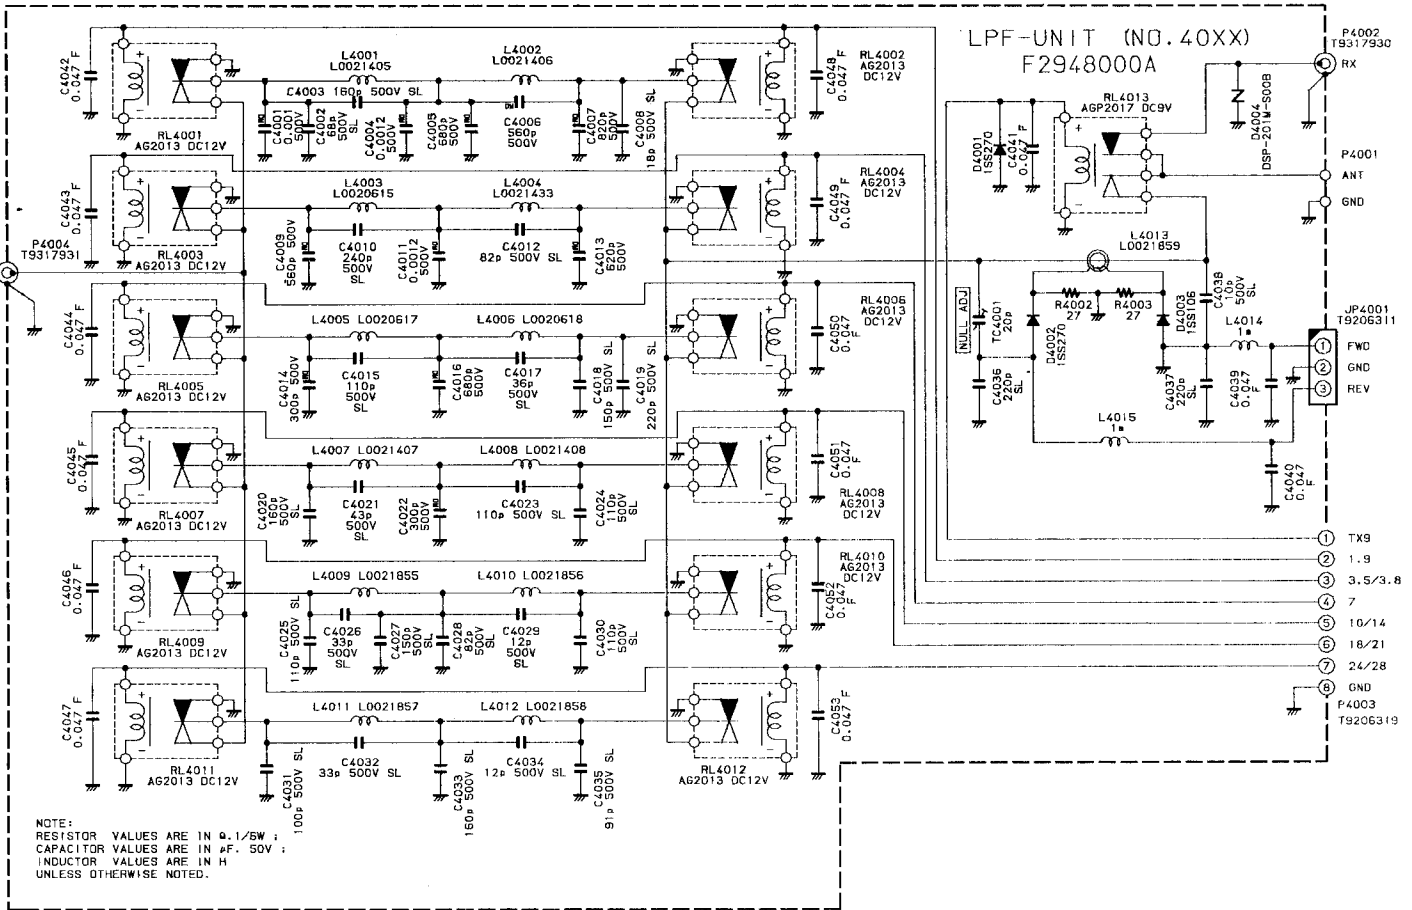 LPF-UNIT (NO.40XX)
F2948000A
P4002
T9317930
RX
P4001
ANT
GND
RL4013
AGP2017 DC9V
D4001
1SS270
C4041
0.047 F
D4004
DSP-201M-S00B
L4013
L0021859
R4002
27
R4003
27
D4003
1SS106
C4038
10p
500V
SL
NULL ADJ
TC4001
20p
D4002
1SS270
C4036
220p
SL
C4037
220p
SL
L4014
1m
C4039
0.047
F
L4015
1m
C4040
0.047
F
JP4001
T9206311
1 FWD
2 GND
3 REV
1 TX9
2 1.9
3 3.5/3.8
4 7
5 10/14
6 18/21
7 24/28
8 GND
P4003
T9206319
P4004
T9317931
C4042
0.047 F
RL4001
AG2013 DC12V
L4001
L0021405
L4002
L0021406
C4003 160p 500V SL
C4001
0.001
500V
C4002
68p
500V
SL
C4004
0.0012
500V
C4005
680p
500V
C4006
560p
500V
C4007
820p
500V
C4008
18p 500V SL
RL4002
AG2013
DC12V
C4048
0.047 F
C4043
0.047 F
RL4003
AG2013 DC12V
L4003
L0020615
L4004
L0021433
C4009
560p 500V
C4010
240p
500V
SL
C4011
0.0012
500V
C4012
82p 500V SL
C4013
620p
500V
RL4004
AG2013
DC12V
C4049
0.047 F
C4044
0.047 F
RL4005
AG2013 DC12V
L4005 L0020617
L4006 L0020618
C4014
300p 500V
C4015
110p
500V
SL
C4016
680p
500V
C4017
36p
500V
SL
C4018
150p 500V SL
C4019
220p 500V SL
RL4006
AG2013
DC12V
C4050
0.047
F
C4045
0.047
F
RL4007
AG2013 DC12V
L4007 L0021407
L4008 L0021408
C4020
160p
500V
SL
C4021
43p
500V
SL
C4022
300p
500V
C4023
110p 500V SL
C4024
110p
500V
SL
RL4008
AG2013
DC12V
C4051
0.047
F
C4046
0.047 F
RL4009
AG2013 DC12V
L4009 L0021855
L4010 L0021856
C4025
110p 500V SL
C4026
33p
500V
SL
C4027
150p
500V
SL
C4028
82p
500V
SL
C4029
12p
500V
SL
C4030
110p
500V
SL
RL4010
AG2013
DC12V
C4052
0.047
F
C4047
0.047 F
RL4011
AG2013 DC12V
L4011 L0021857
L4012 L0021858
C4031
100p 500V SL
C4032
33p 500V SL
C4033
160p 500V SL
C4034
12p 500V SL
C4035
91p 500V SL
RL4012
AG2013 DC12V
C4053
0.047 F
NOTE:
RESISTOR VALUES ARE IN Ω.1/6W ;
CAPACITOR VALUES ARE IN µF. 50V ;
INDUCTOR VALUES ARE IN H
UNLESS OTHERWISE NOTED.